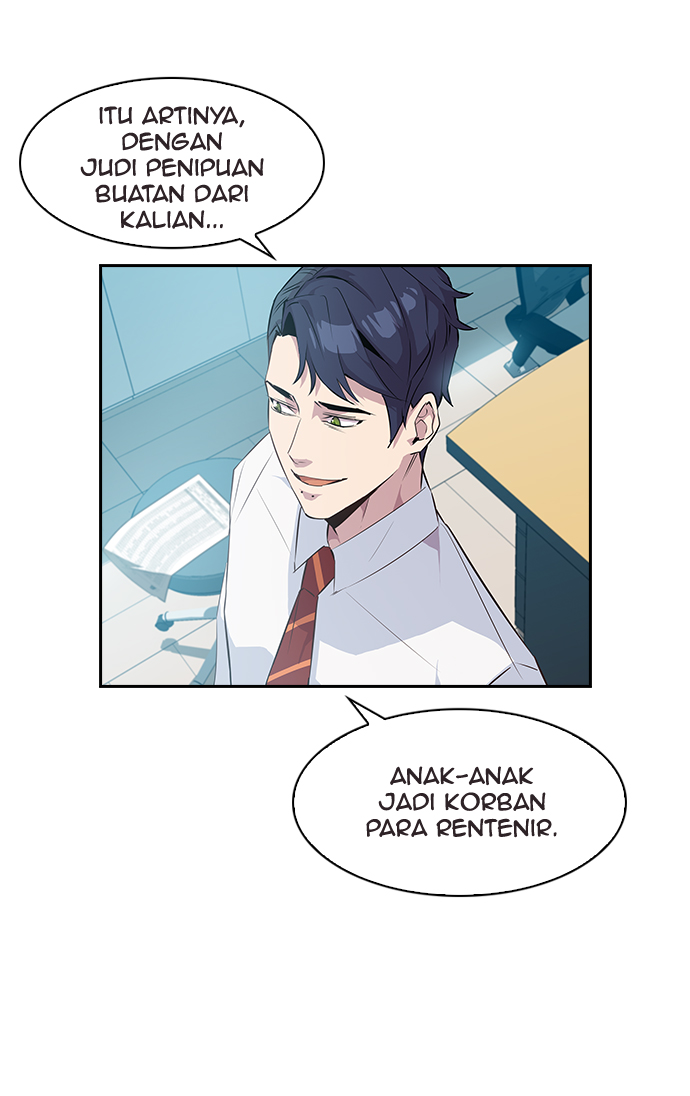 ITU ARTINYA,
DENGAN
JUDI PENIPUAN
BUATAN DARI
KALIAN...
ANAK-ANAK
JADI KORBAN
PARA RENTENIR.